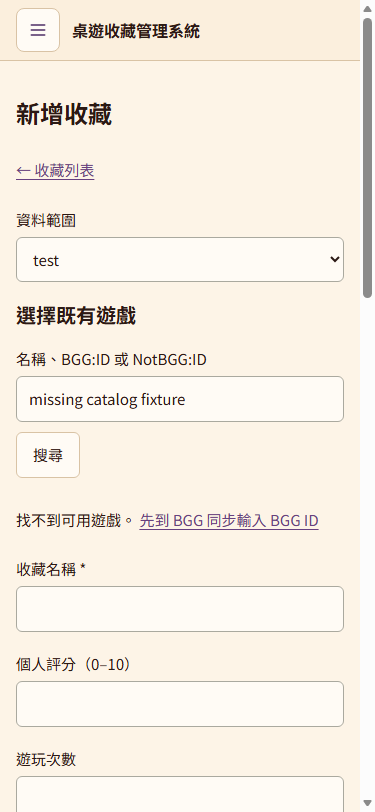 桌遊收藏管理系統
新增收藏
← 收藏列表
資料範圍
test
選擇既有遊戲
名稱、BGG:ID 或 NotBGG:ID
missing catalog fixture
搜尋
找不到可用遊戲。 先到 BGG 同步輸入 BGG ID
收藏名稱 *
個人評分（0–10）
遊玩次數